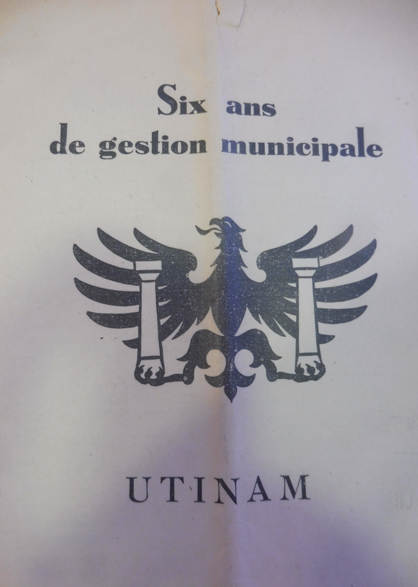 Six ans
de gestion municipale
UTINAM